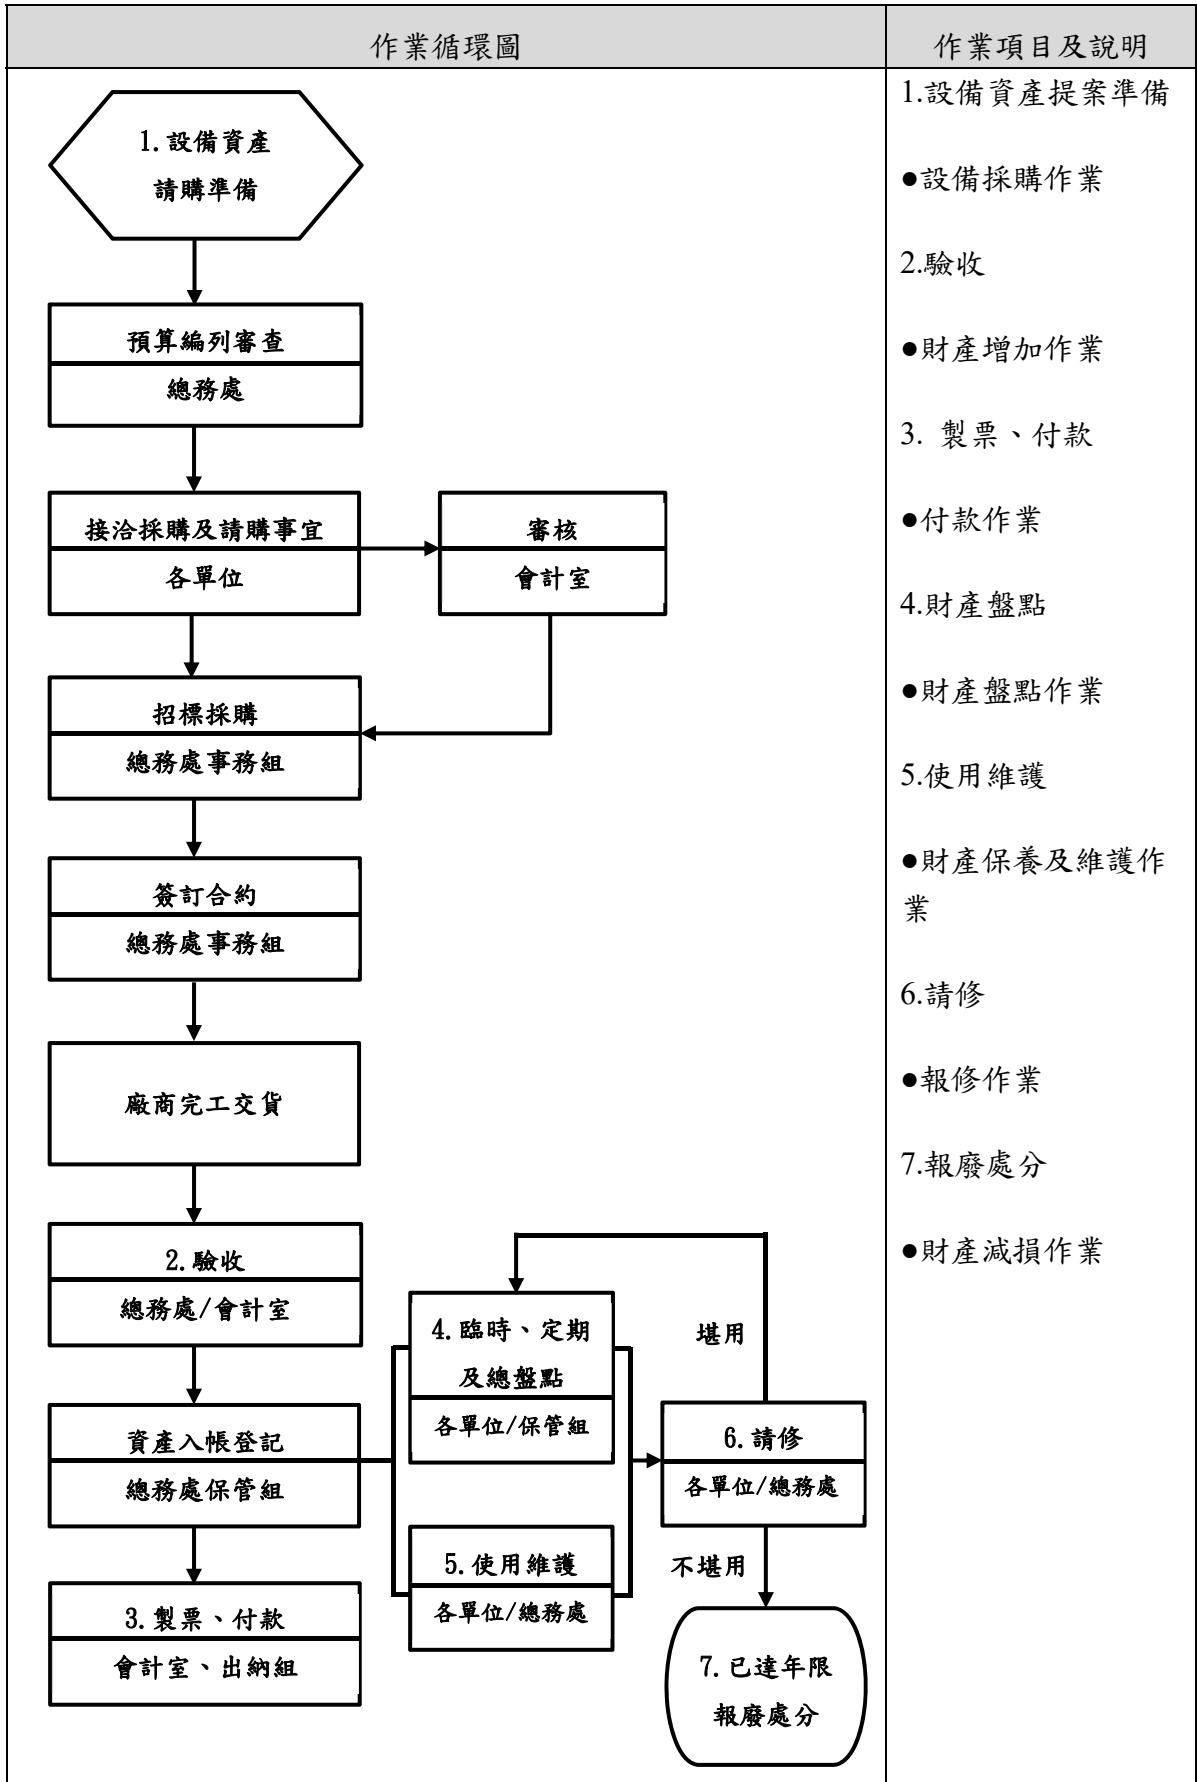 作業循環圖
作業項目及說明
1.設備資產
請購準備
預算編列審查
總務處
接洽採購及請購事宜
各單位
審核
會計室
招標採購
總務處事務組
簽訂合約
總務處事務組
廠商完工交貨
2.驗收
總務處/會計室
資產入帳登記
總務處保管組
3.製票、付款
會計室、出納組
4.臨時、定期
及總盤點
各單位/保管組
5.使用維護
各單位/總務處
堪用
6.請修
各單位/總務處
不堪用
7.已達年限
報廢處分
1.設備資產提案準備
●設備採購作業
2.驗收
●財產增加作業
3. 製票、付款
●付款作業
4.財產盤點
●財產盤點作業
5.使用維護
●財產保養及維護作
業
6.請修
●報修作業
7.報廢處分
●財產減損作業